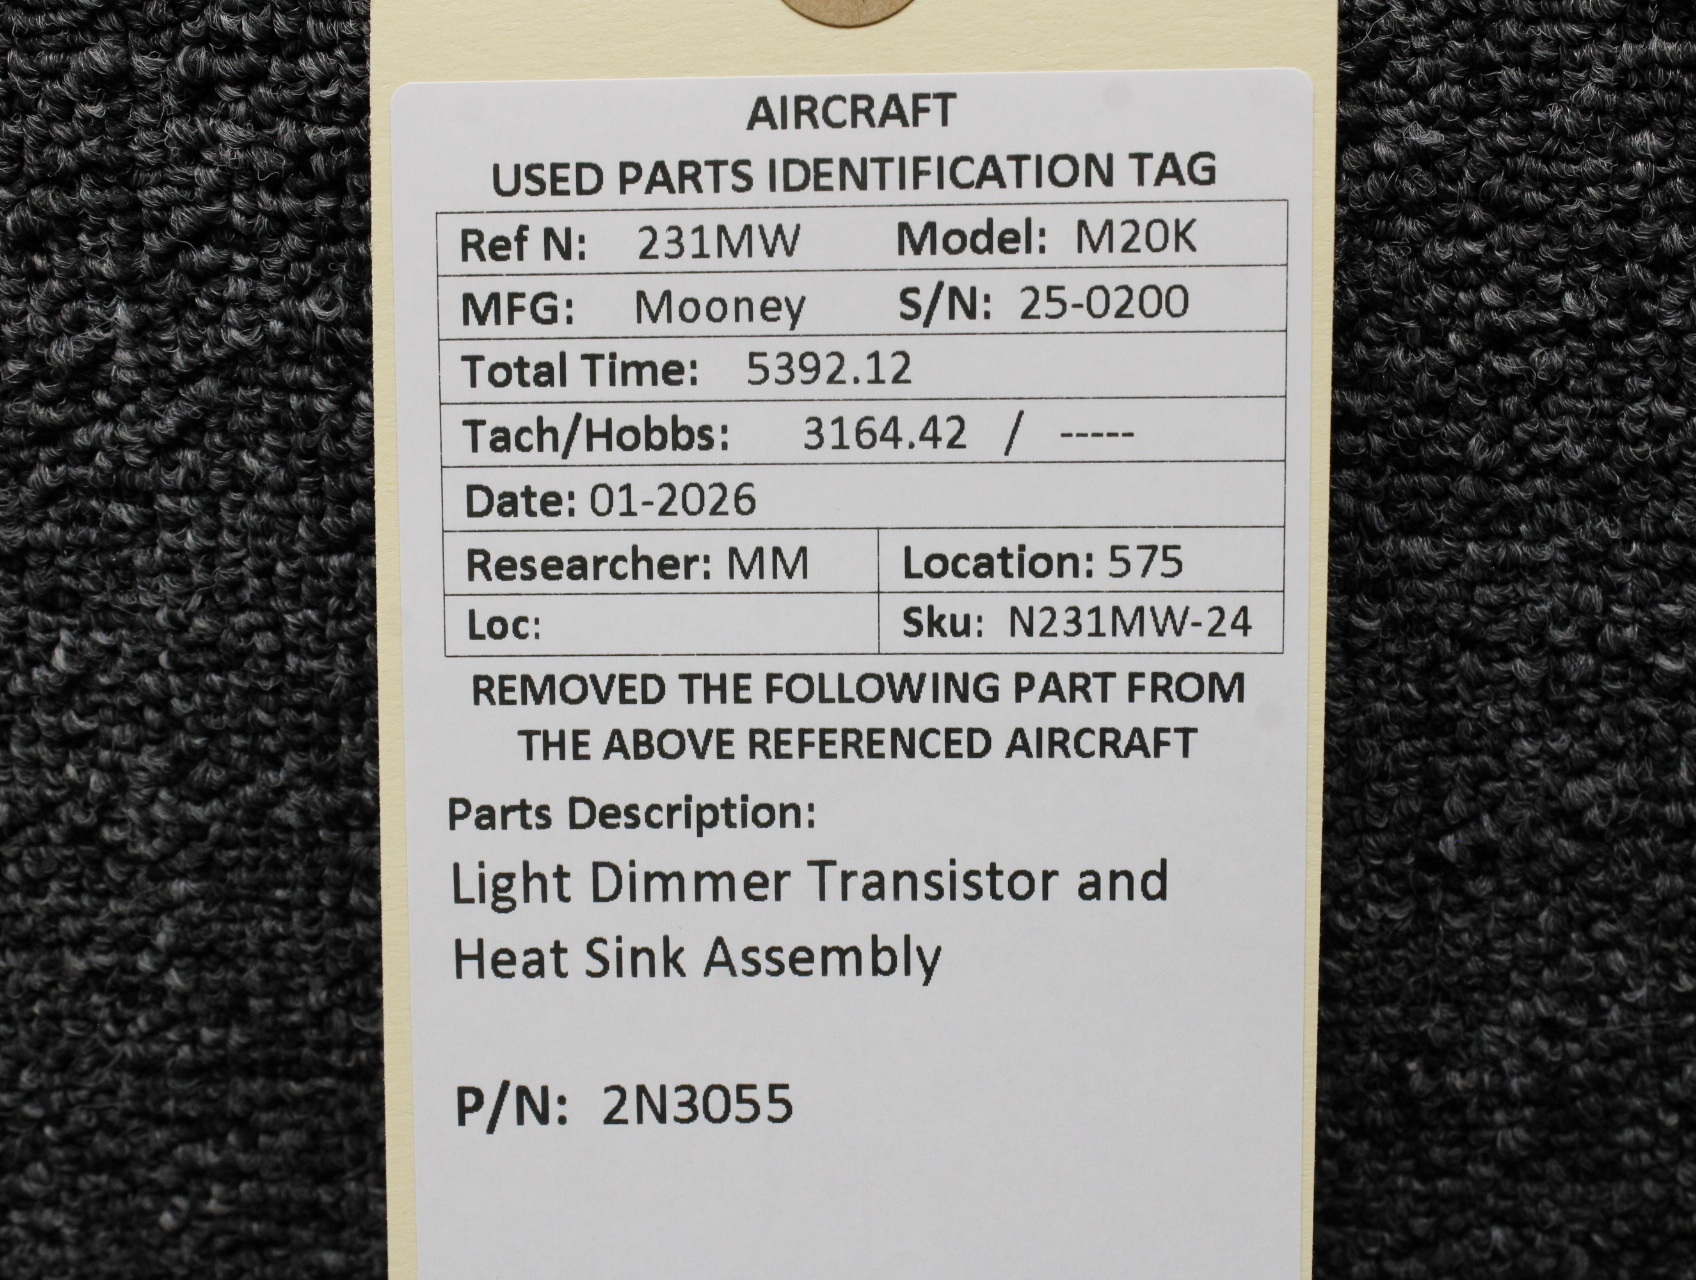 AIRCRAFT
USED PARTS IDENTIFICATION TAG
Ref N: 231MW Model: M20K
MFG: Mooney S/N: 25-0200
Total Time: 5392.12
Tach/Hobbs: 3164.42 / -----
Date: 01-2026
Researcher: MM Location: 575
Loc: Sku: N231MW-24
REMOVED THE FOLLOWING PART FROM
THE ABOVE REFERENCED AIRCRAFT
Parts Description:
Light Dimmer Transistor and
Heat Sink Assembly
P/N: 2N3055